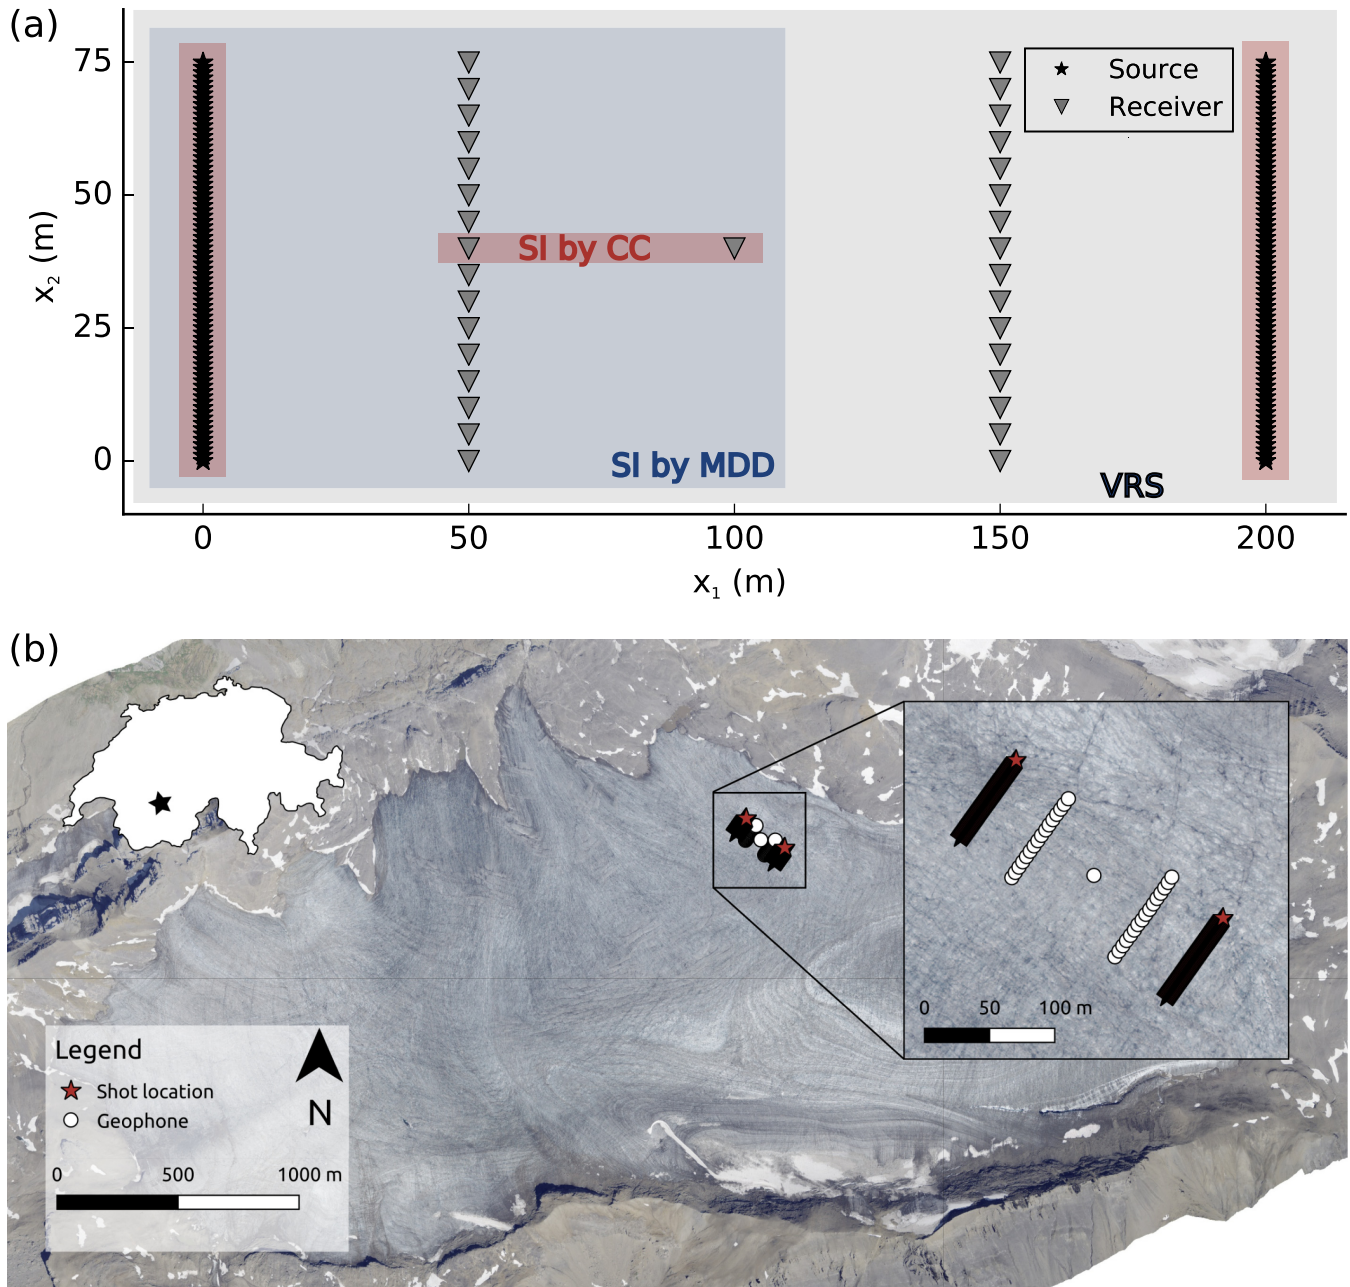 (a)
75
50
25
0
x₂ (m)
Source
Receiver
SI by CC
SI by MDD
VRS
0 50 100 150 200
x₁ (m)
(b)
0 50 100 m
Legend
Shot location
Geophone
N
0 500 1000 m